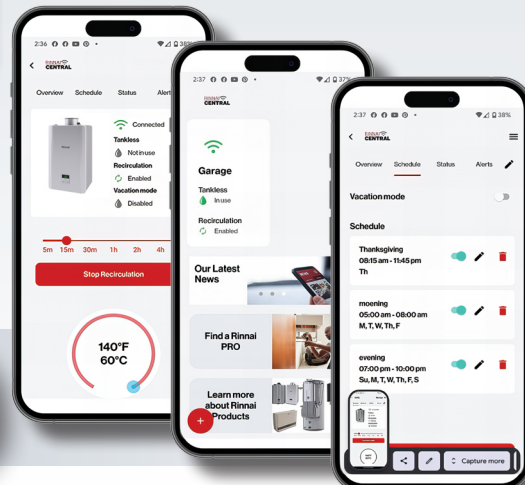 2:36
38%
RINNAI
CENTRAL
Overview Schedule Status Alert
Connected
Tankless
Not in use
Recirculation
Enabled
Vacation mode
Disabled
5m 15m 30m 1h 2h 4h
Stop Recirculation
140°F
60°C
2:37
37%
RINNAI
CENTRAL
Garage
Tankless
In use
Recirculation
Enabled
Our Latest
News
Find a Rinnai
PRO
Learn more
about Rinnai
Products
+
2:37
38%
RINNAI
CENTRAL
Overview Schedule Status Alerts
Vacation mode
Schedule
Thanksgiving
08:15 am - 11:45 pm
Th
moening
05:00 am - 08:00 am
M, T, W, Th, F
evening
07:00 pm - 10:00 pm
Su, M, T, W, Th, F, S
Capture more